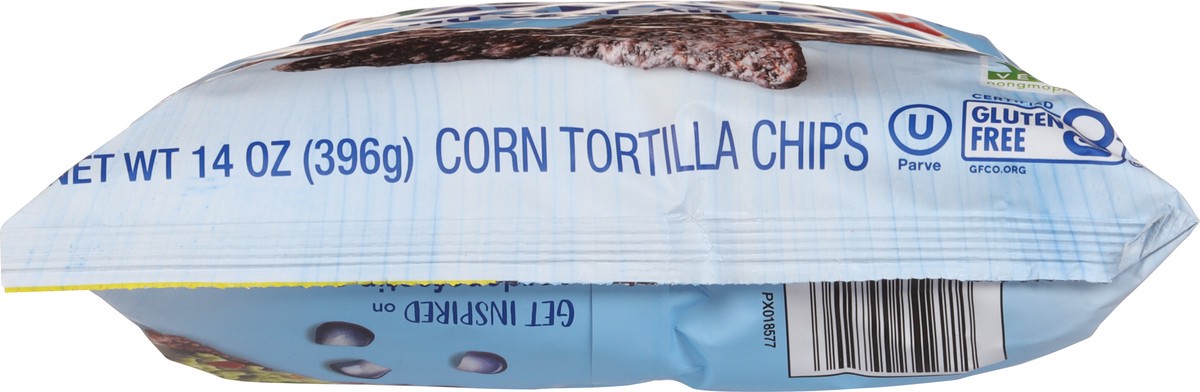 NET WT 14 OZ (396g) CORN TORTILLA CHIPS
U
Parve
CERTIFIED
GLUTEN
FREE
GFCO.ORG
GET INSPIRED on
PX018577